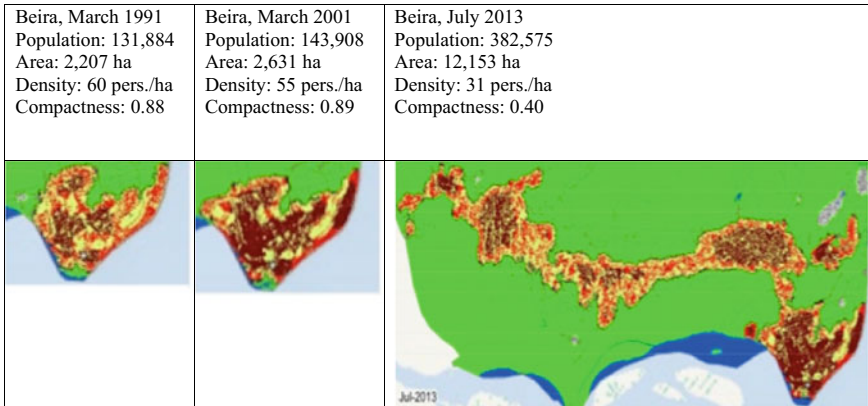 Beira, March 1991
Population: 131,884
Area: 2,207 ha
Density: 60 pers./ha
Compactness: 0.88
Beira, March 2001
Population: 143,908
Area: 2,631 ha
Density: 55 pers./ha
Compactness: 0.89
Beira, July 2013
Population: 382,575
Area: 12,153 ha
Density: 31 pers./ha
Compactness: 0.40
Jul-2013